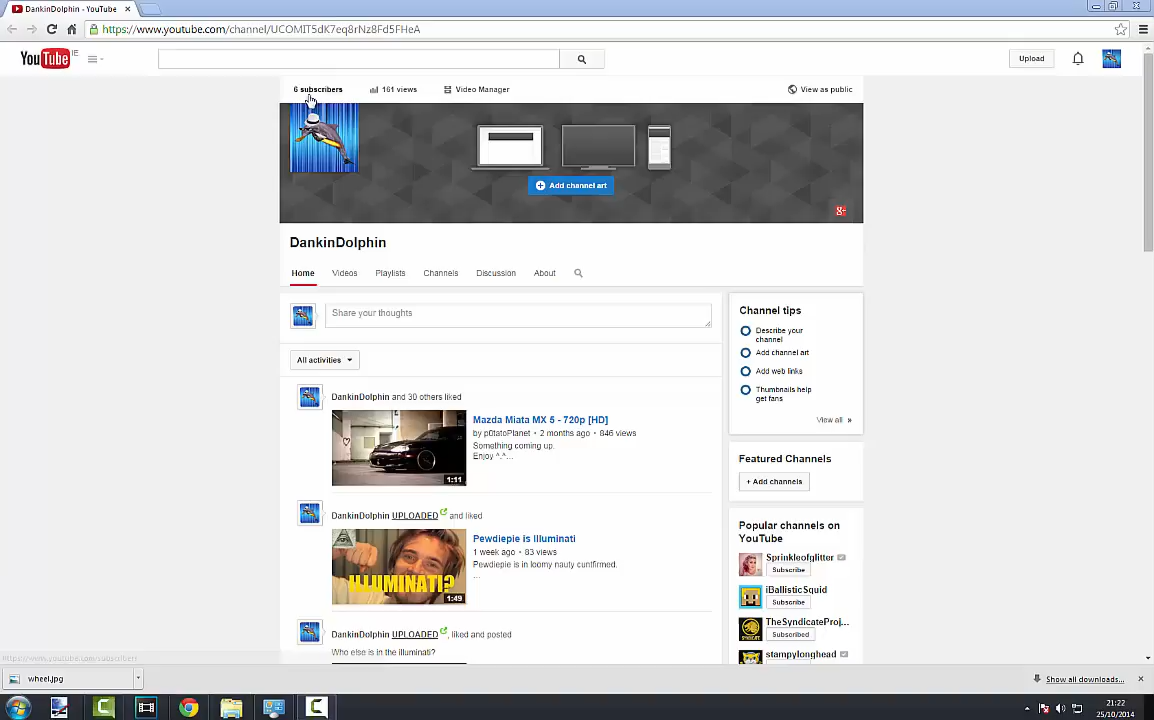 DankinDolphin - YouTube
https://www.youtube.com/channel/UCOMIT5dK7eq8rNz8Fd5FHeA
YouTube IE
Upload
6 subscribers 161 views Video Manager View as public
Add channel art
g+
DankinDolphin
Home Videos Playlists Channels Discussion About
Share your thoughts
All activities
DankinDolphin and 30 others liked
Mazda Miata MX 5 - 720p [HD]
by p0tatoPlanet • 2 months ago • 846 views
Something coming up.
Enjoy ^.^...
1:11
DankinDolphin UPLOADED and liked
Pewdiepie is Illuminati
1 week ago • 83 views
Pewdiepie is in loomy nauty cuntfirmed.
...
ILLUMINATI?
1:49
DankinDolphin UPLOADED, liked and posted
Who else is in the illuminati?
Channel tips
Describe your
channel
Add channel art
Add web links
Thumbnails help
get fans
View all »
Featured Channels
+ Add channels
Popular channels on
YouTube
Sprinkleofglitter
Subscribe
iBallisticSquid
Subscribe
TheSyndicateProj...
Subscribed
stampylonghead
wheel.jpg
Show all downloads...
21:22
25/10/2014